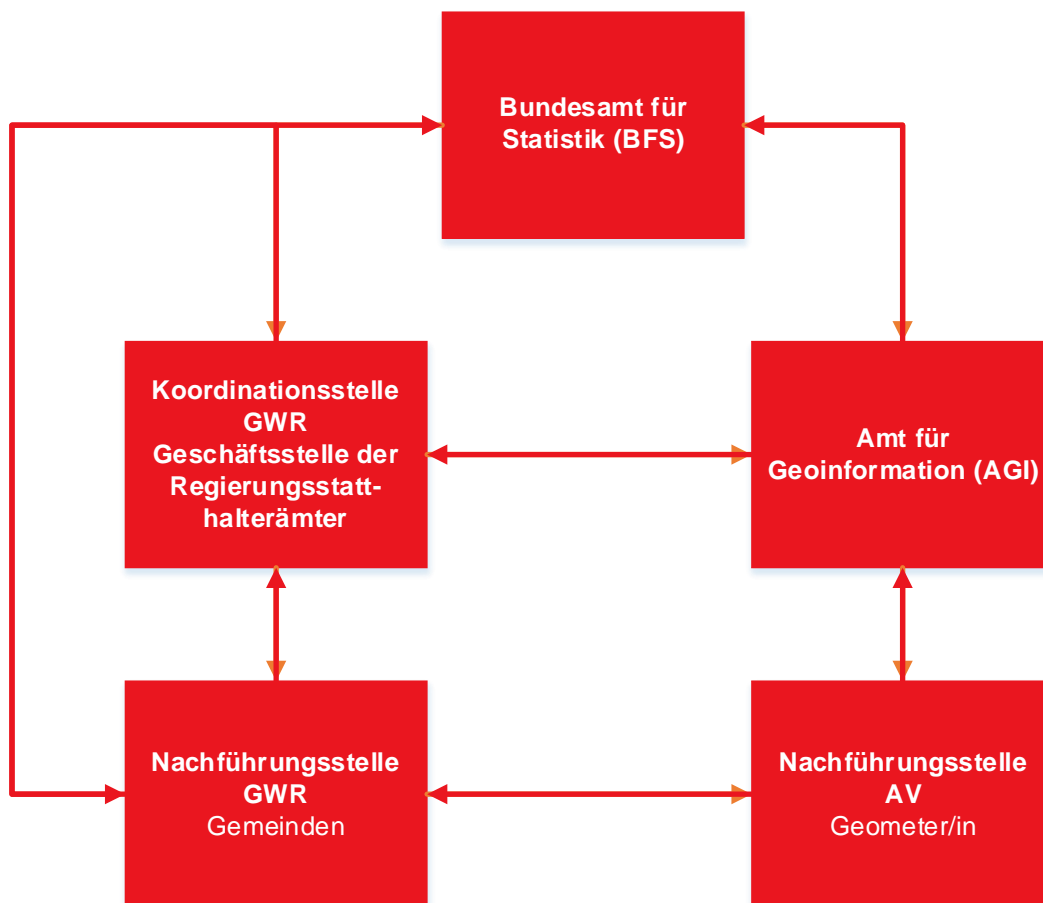 Bundesamt für
Statistik (BFS)
Koordinationsstelle
GWR
Geschäftsstelle der
Regierungsstatt-
halterämter
Amt für
Geoinformation (AGI)
Nachführungsstelle
GWR
Gemeinden
Nachführungsstelle
AV
Geometer/in